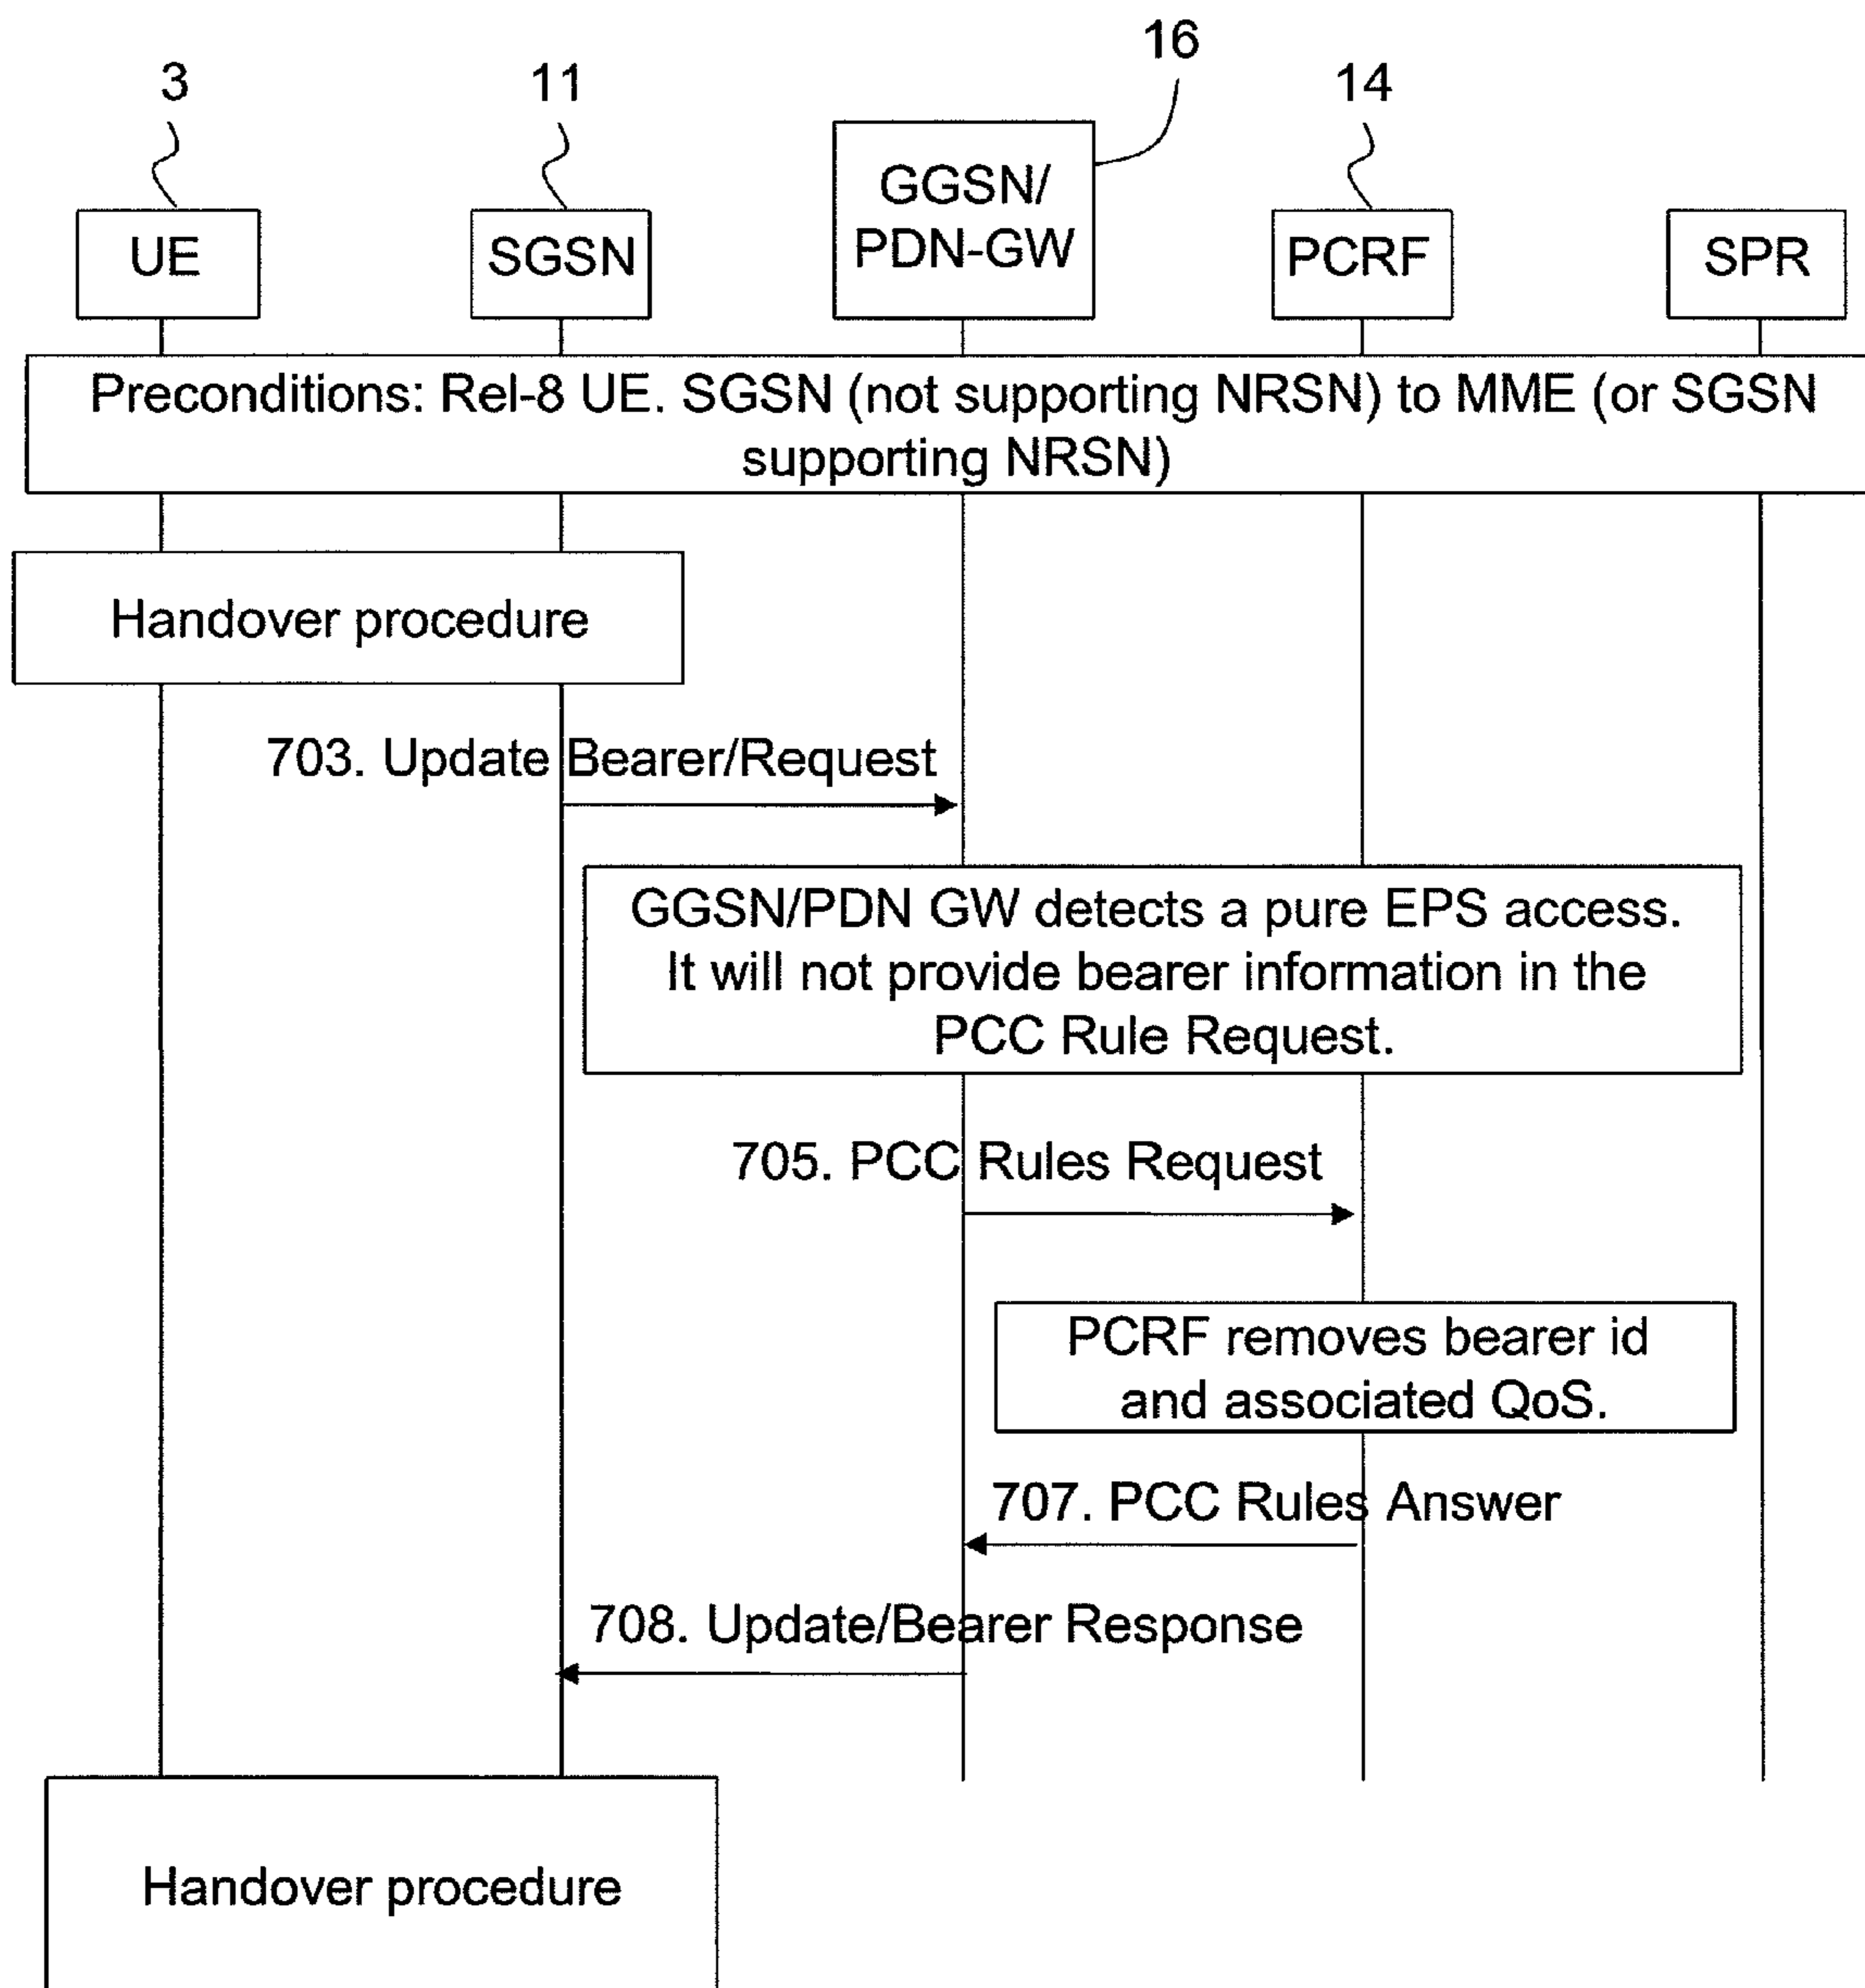 16
3
11
14
UE
SGSN
GGSN/
PDN-GW
PCRF
SPR
Preconditions: Rel-8 UE. SGSN (not supporting NRSN) to MME (or SGSN
supporting NRSN)
Handover procedure
703. Update Bearer/Request
GGSN/PDN GW detects a pure EPS access.
It will not provide bearer information in the
PCC Rule Request.
705. PCC Rules Request
PCRF removes bearer id
and associated QoS.
707. PCC Rules Answer
708. Update/Bearer Response
Handover procedure